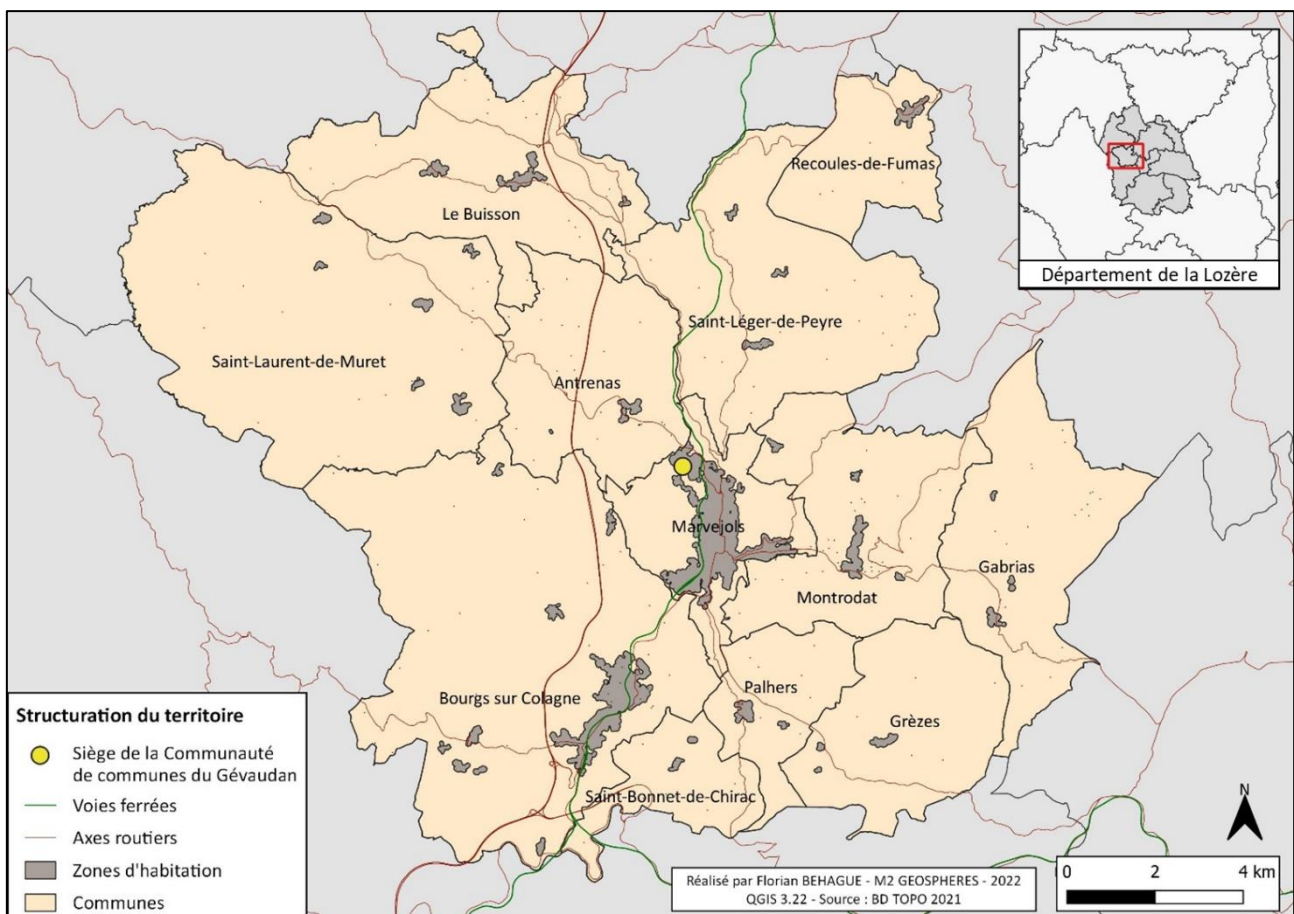 Recoules-de-Fumas
Le Buisson
Saint-Léger-de-Peyre
Saint-Laurent-de-Muret
Antrenas
Marvejols
Gabrias
Montrodat
Bourgs sur Colagne
Palhers
Grèzes
Saint-Bonnet-de-Chirac
Département de la Lozère
Structuration du territoire
Siège de la Communauté
de communes du Gévaudan
Voies ferrées
Axes routiers
Zones d'habitation
Communes
Réalisé par Florian BEHAGUE - M2 GEOSPHERES - 2022
QGIS 3.22 - Source : BD TOPO 2021
N
0 2 4 km